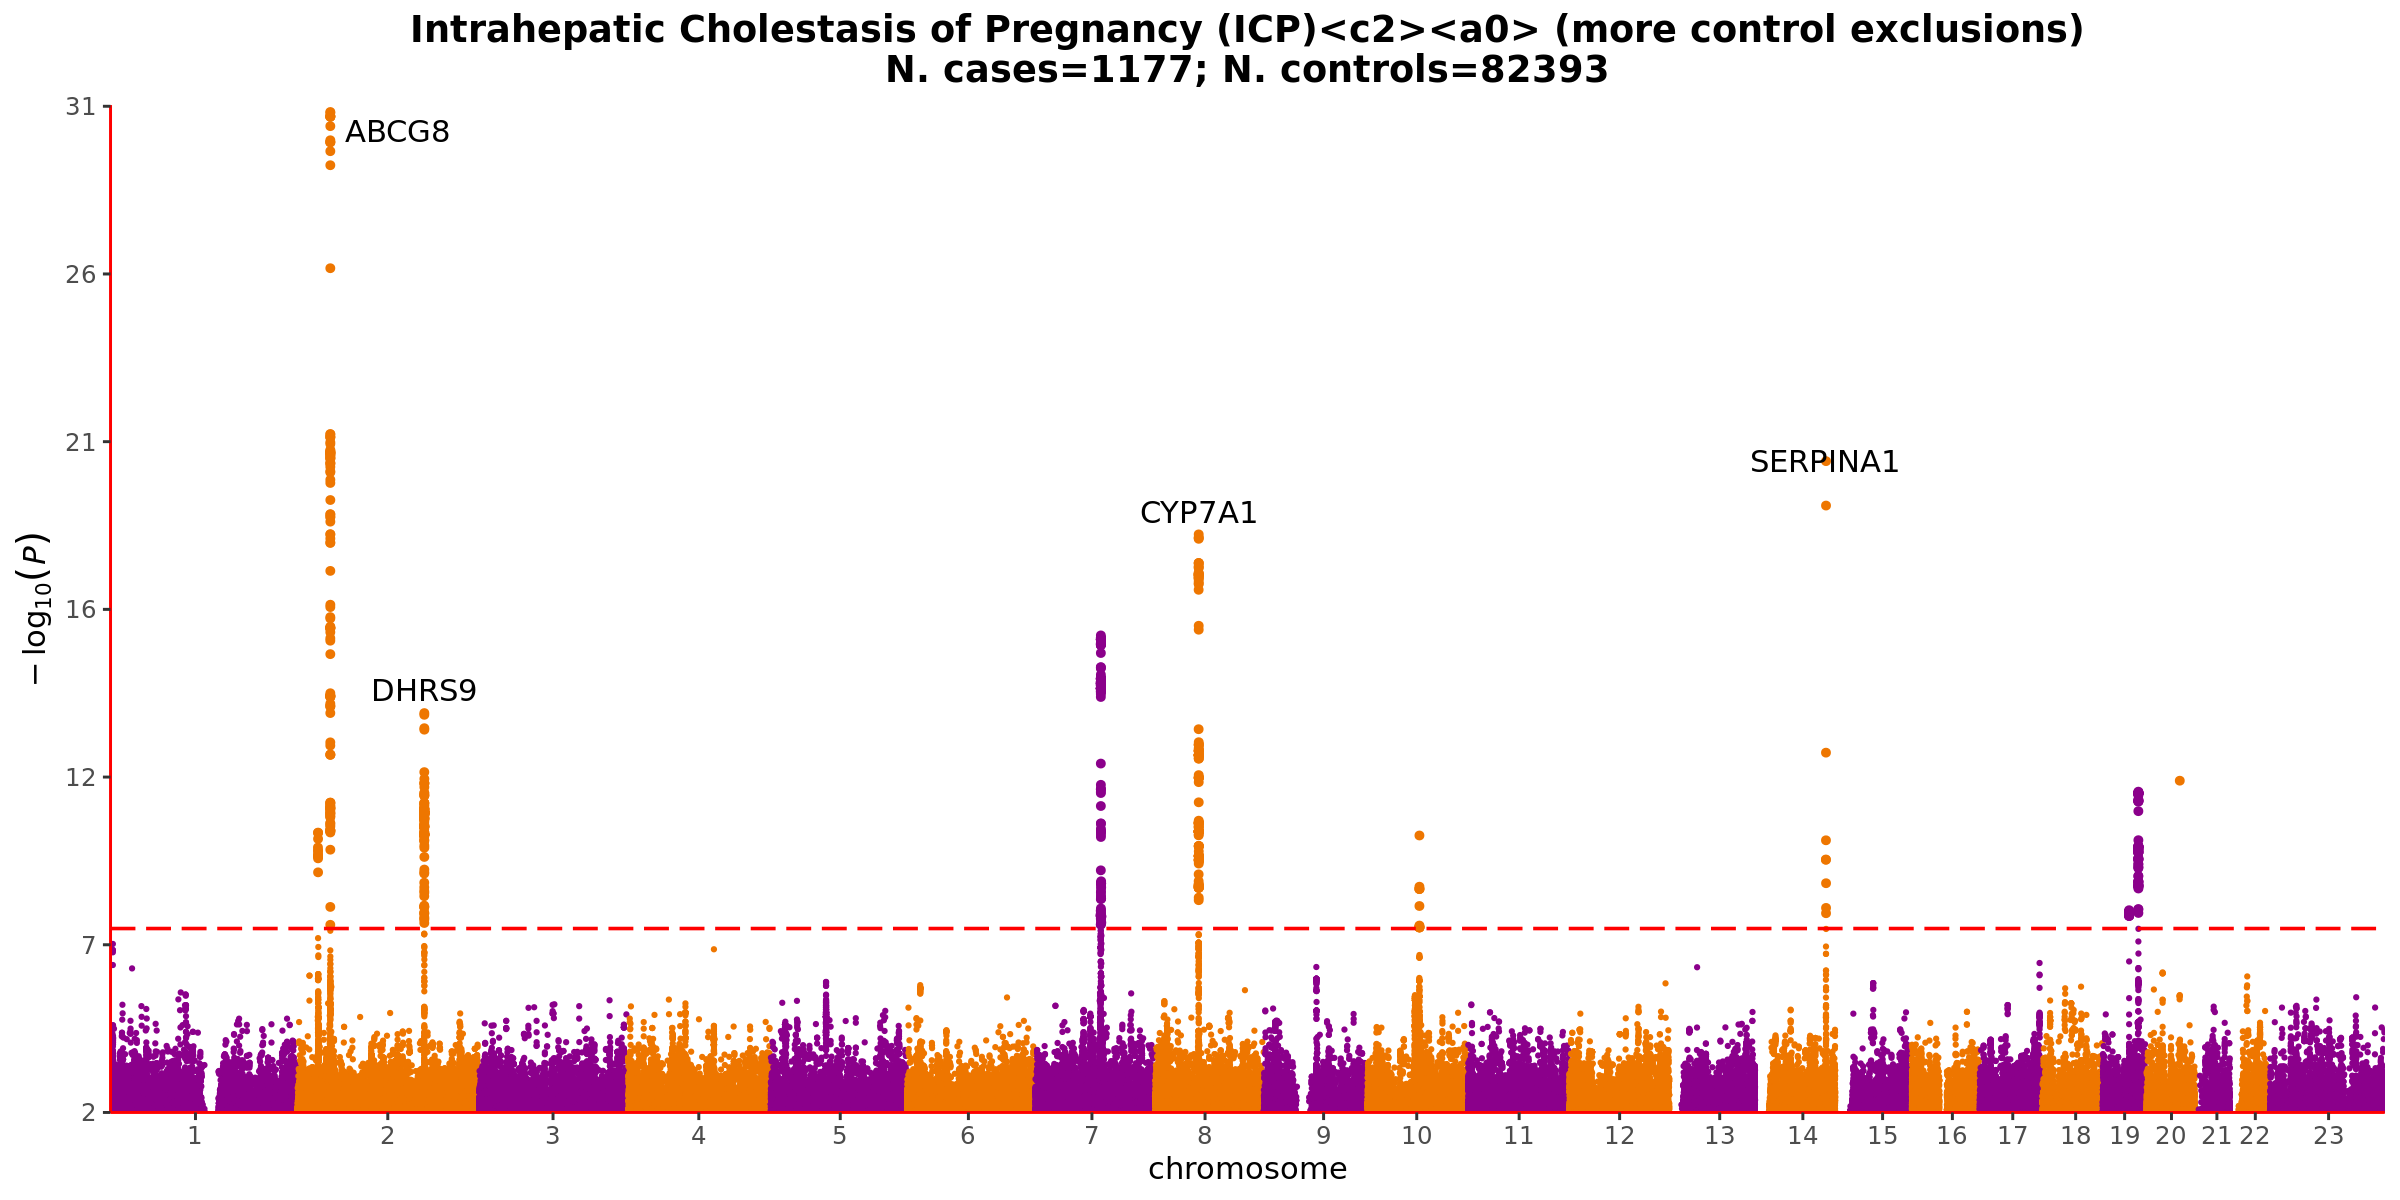 Intrahepatic Cholestasis of Pregnancy (ICP)<c2><a0> (more control exclusions)
N. cases=1177; N. controls=82393
31
26
21
16
12
7
2
−log10(P)
ABCG8
DHRS9
CYP7A1
SERPINA1
1 2 3 4 5 6 7 8 9 10 11 12 13 14 15 16 17 18 19 20 21 22 23
chromosome